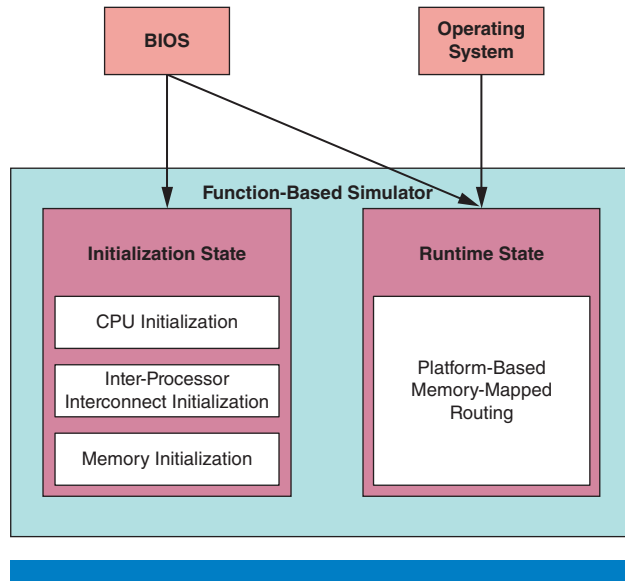 BIOS
Operating
System
Function-Based Simulator
Initialization State
CPU Initialization
Inter-Processor
Interconnect Initialization
Memory Initialization
Runtime State
Platform-Based
Memory-Mapped
Routing